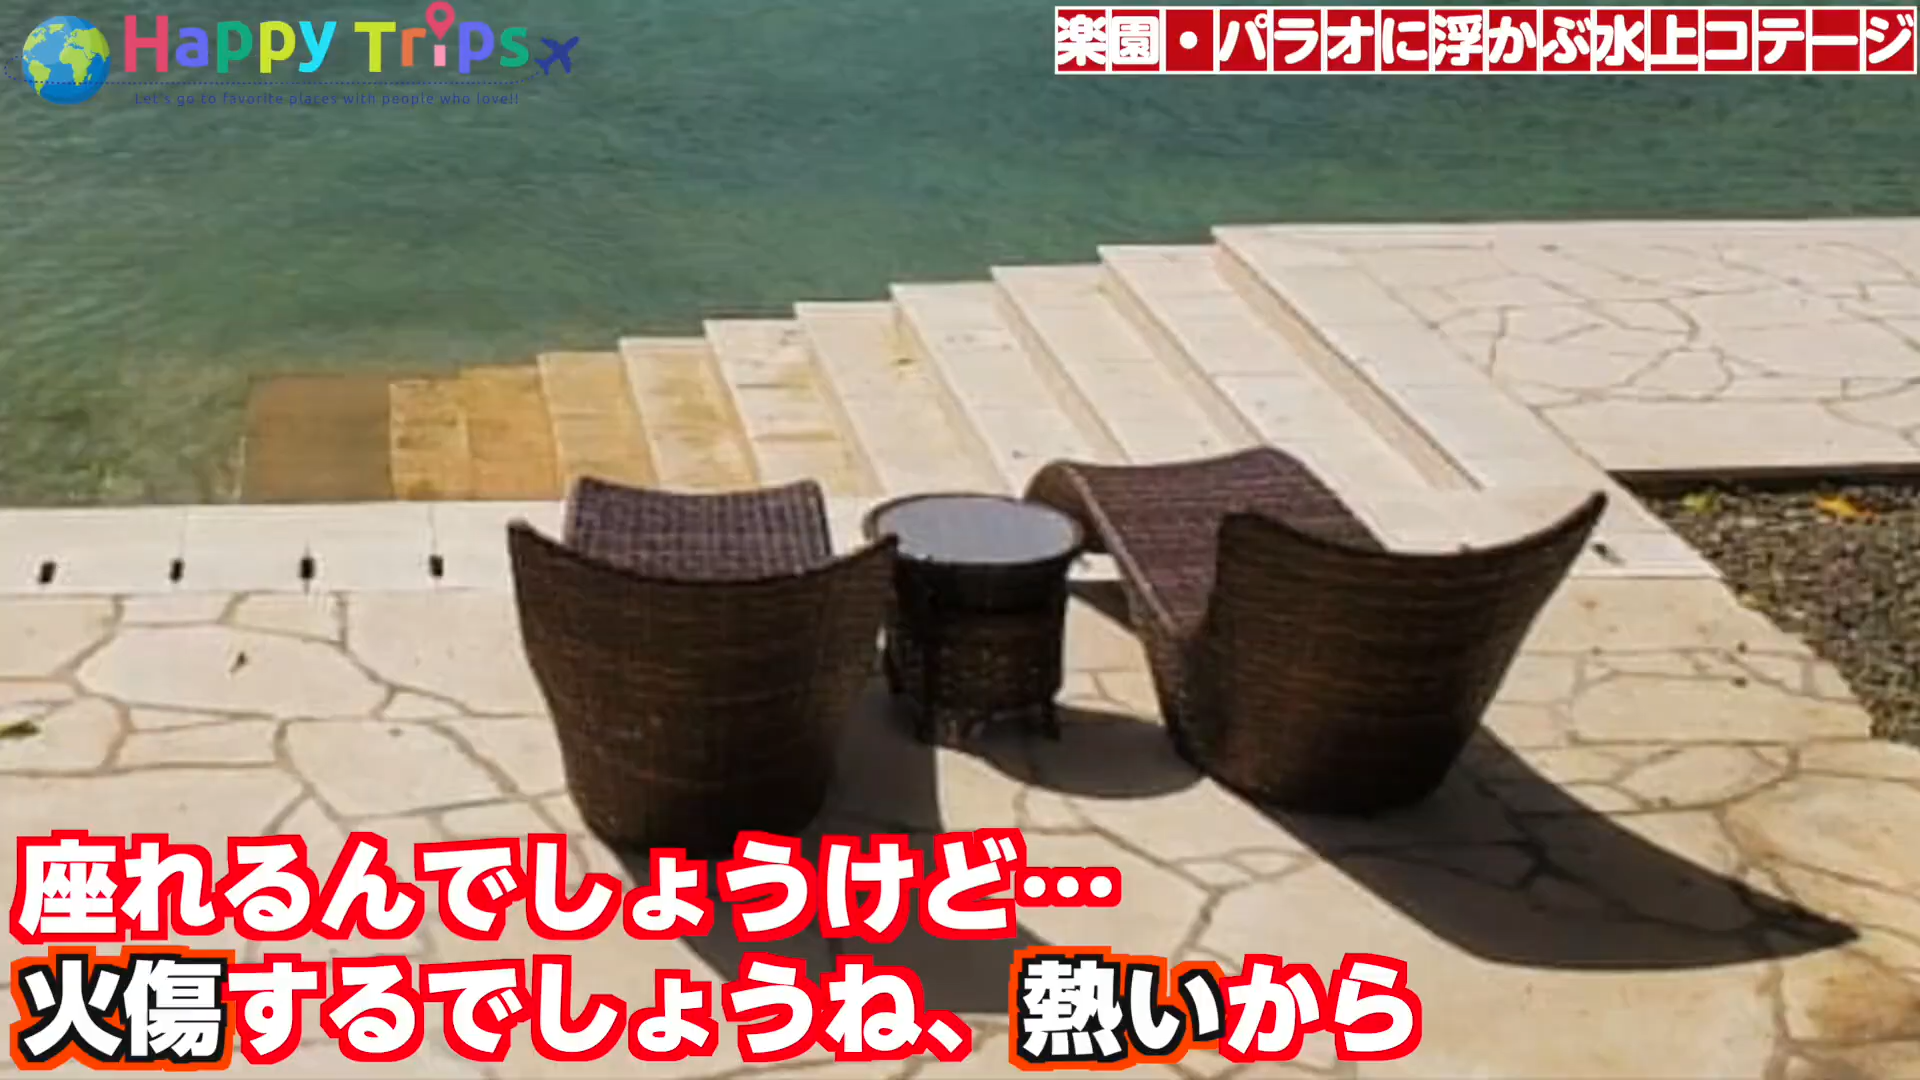 Happy Trips
Let's go to favorite places with people who love!!
楽園・パラオに浮かぶ水上コテージ
座れるんでしょうけど…
火傷するでしょうね、熱いから